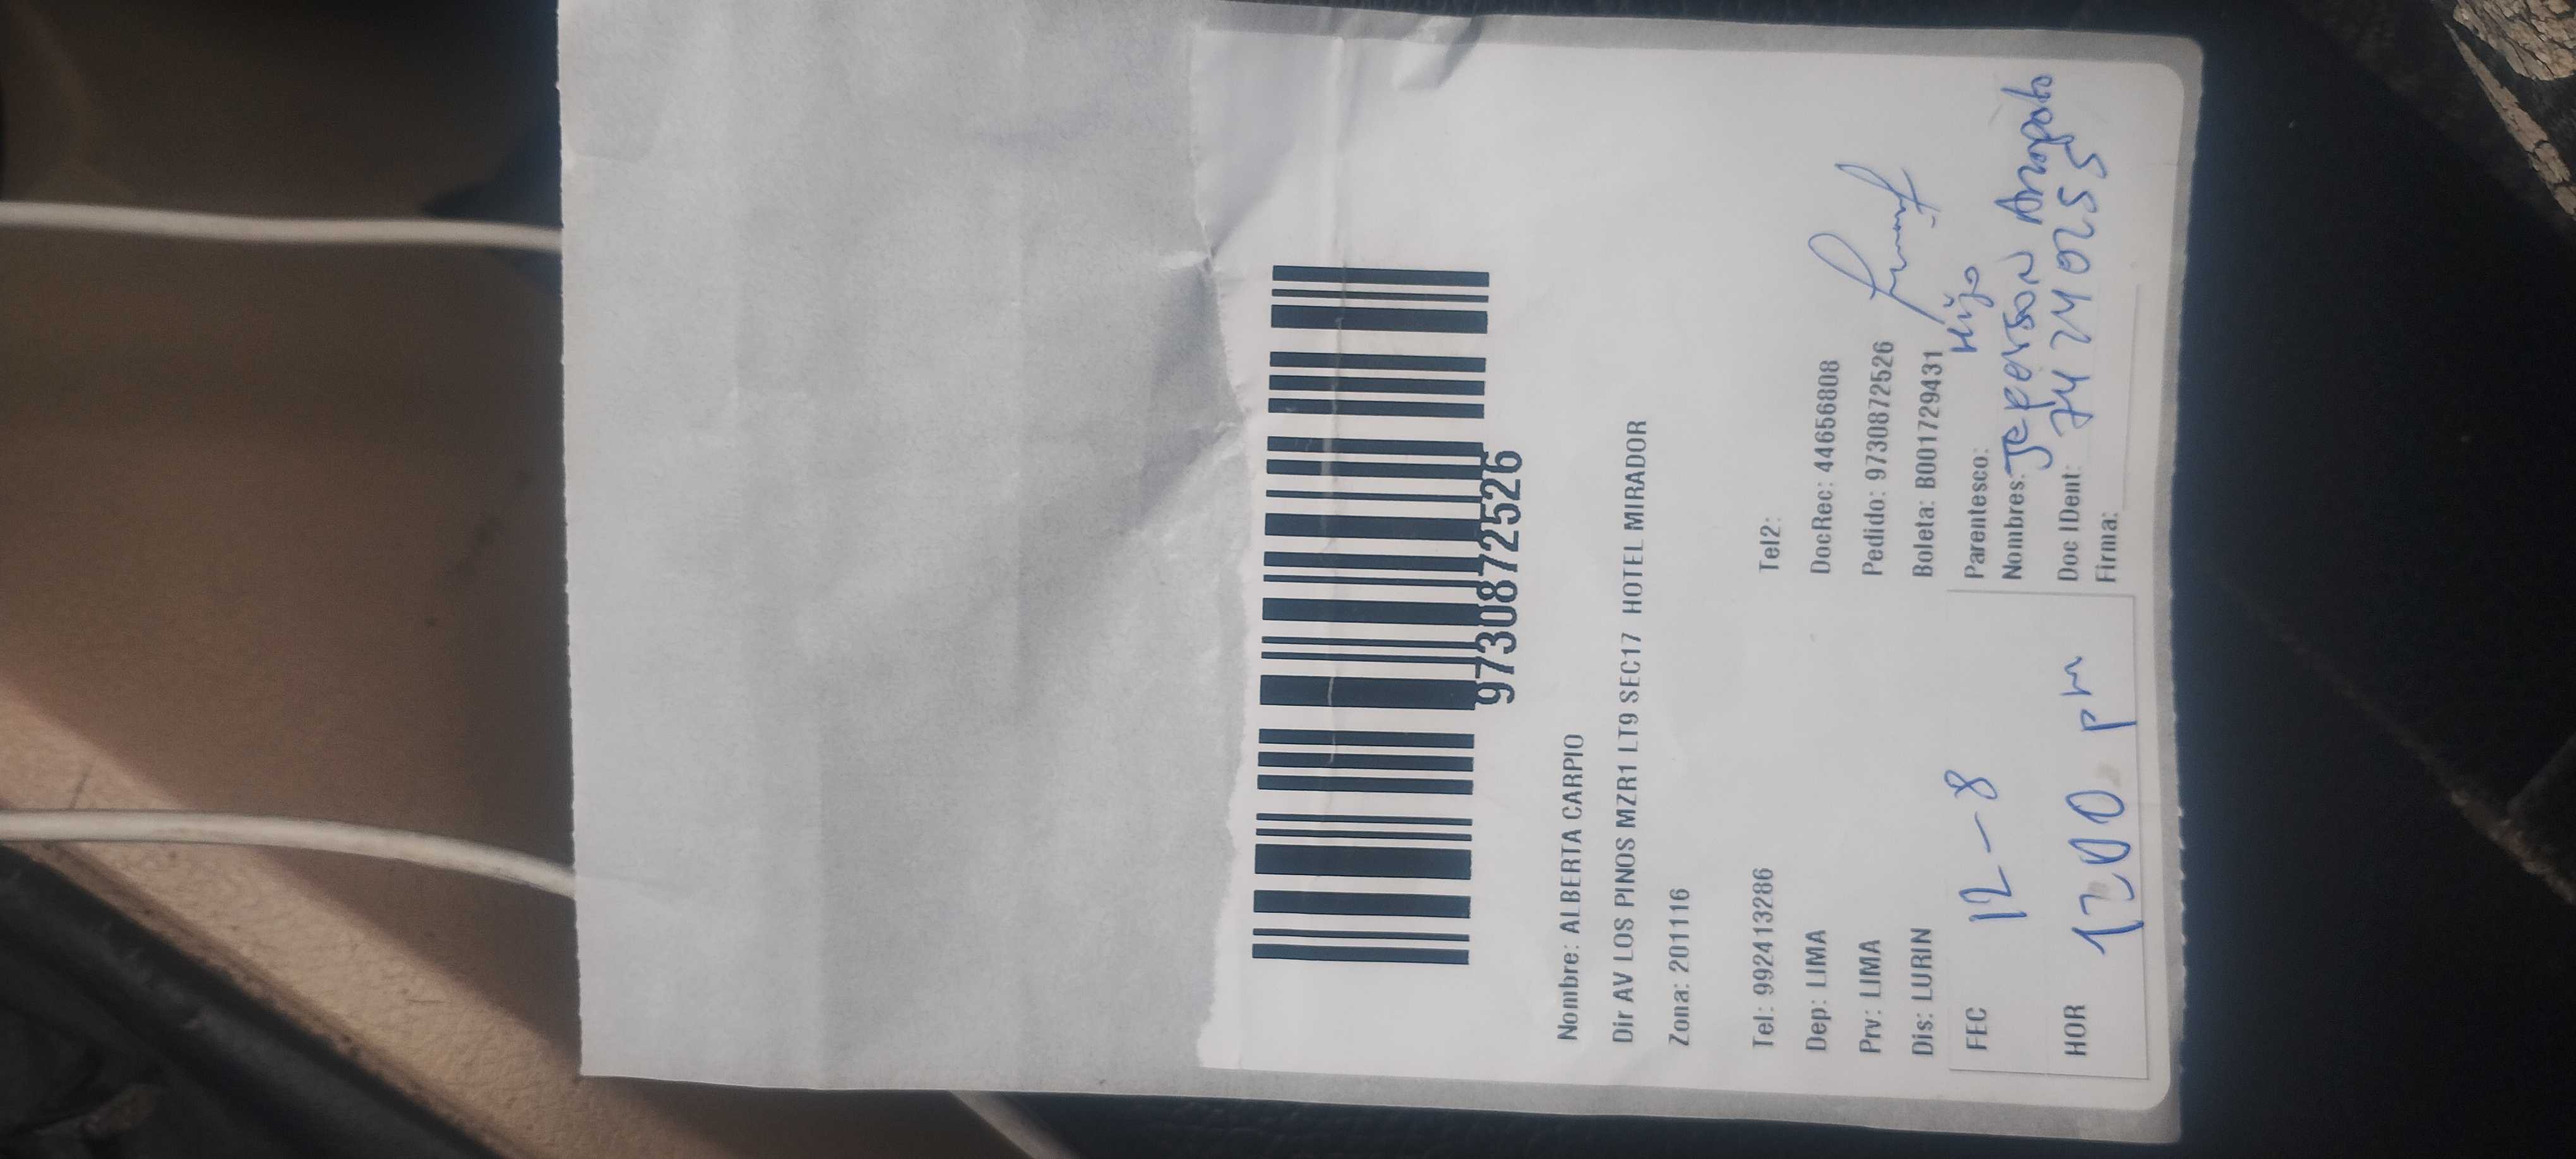 9730872526
Nombre: ALBERTA CARPIO
Dir AV LOS PINOS MZR1 LT9 SEC17 HOTEL MIRADOR
Zona: 201116
Tel: 992413286 Tel2:
Dep: LIMA DocRec: 44656808
Prv: LIMA Pedido: 9730872526
Dis: LURIN Boleta: B001729431
FEC 12-8 Parentesco: Hijo
Nombres: Jeferson
HOR 1200 pm Doc IDent: 74240255
Firma: